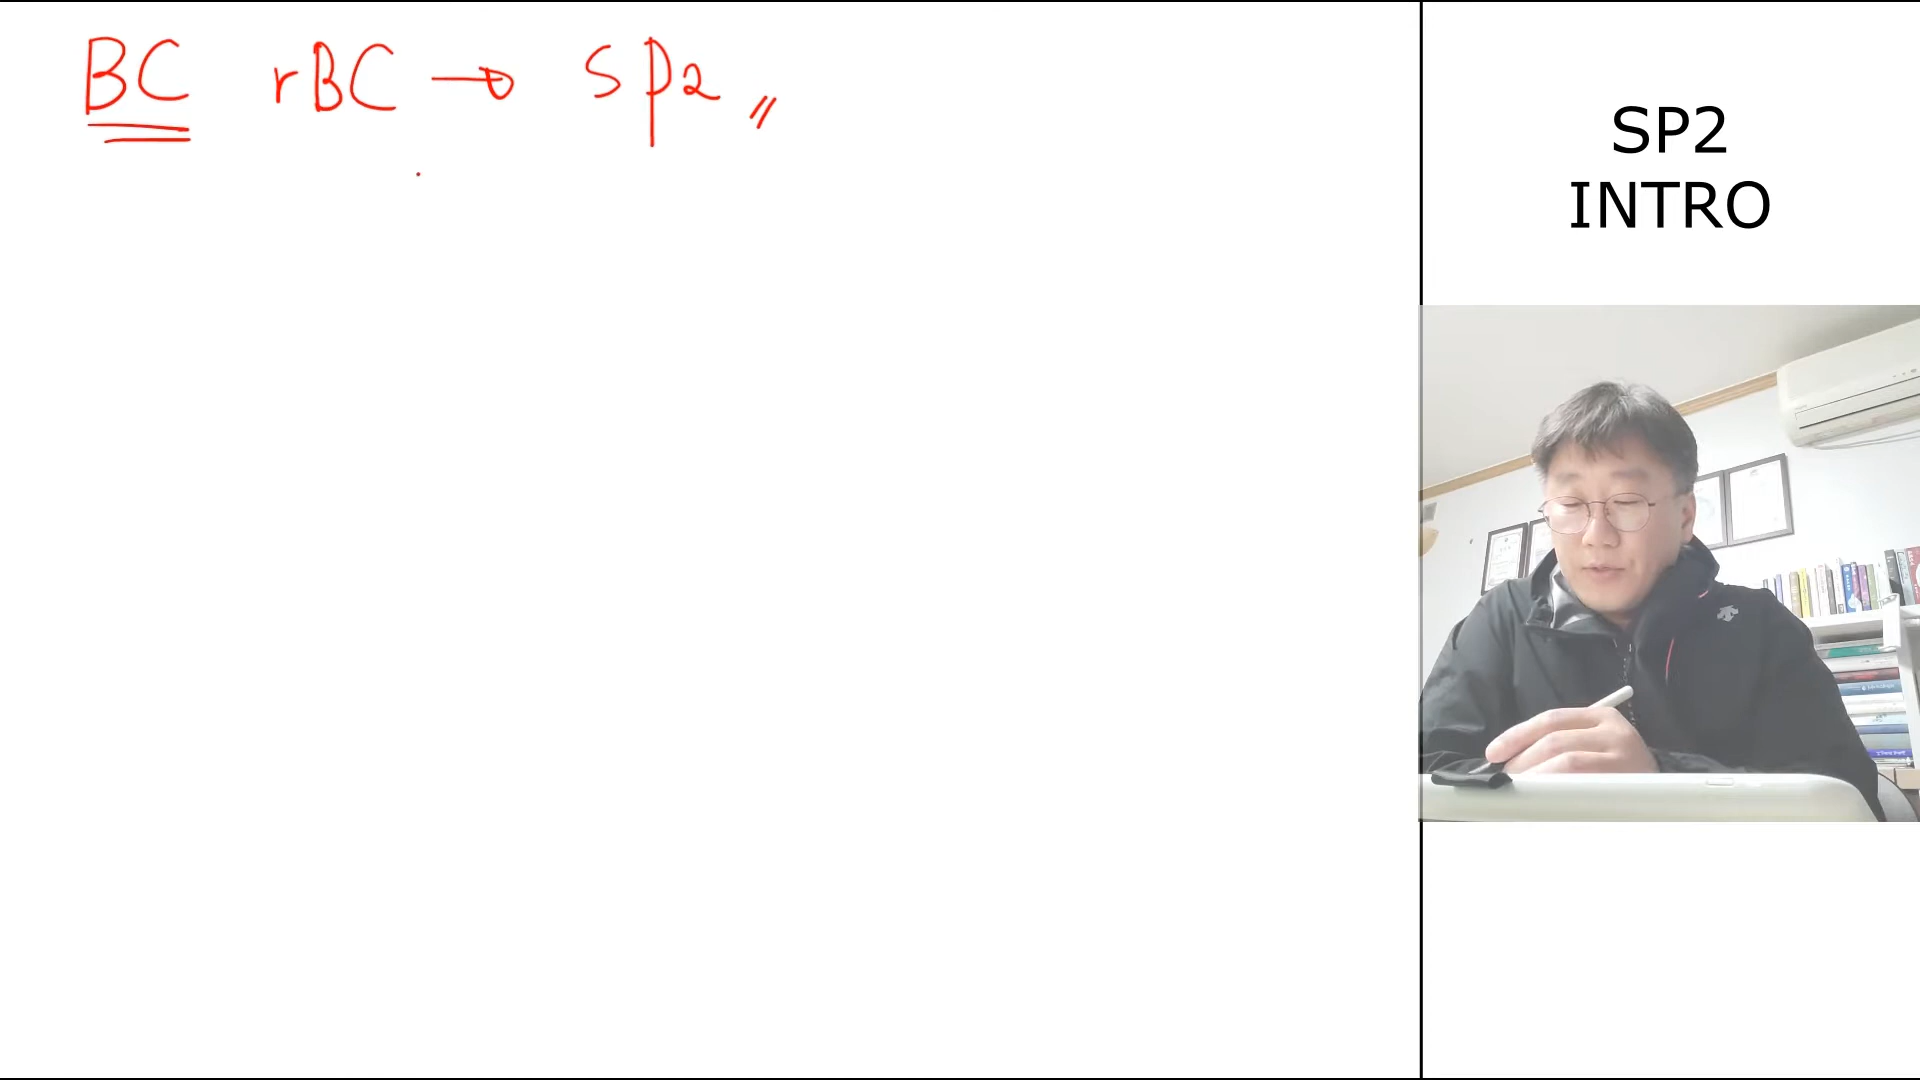 BC rBC → SP2 〃
SP2
INTRO